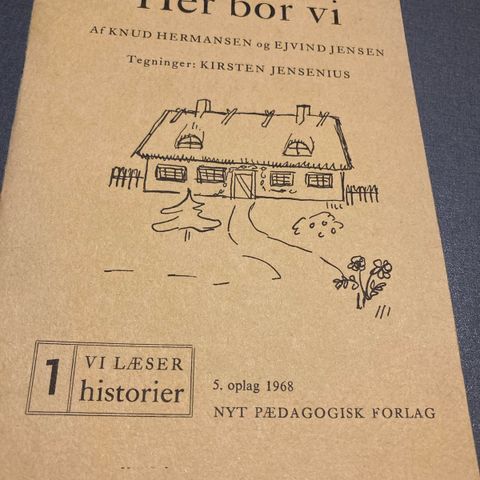 Her bor vi
Af KNUD HERMANSEN og EJVIND JENSEN
Tegninger: KIRSTEN JENSENIUS
1
VI LÆSER
historier
5. oplag 1968
NYT PÆDAGOGISK FORLAG